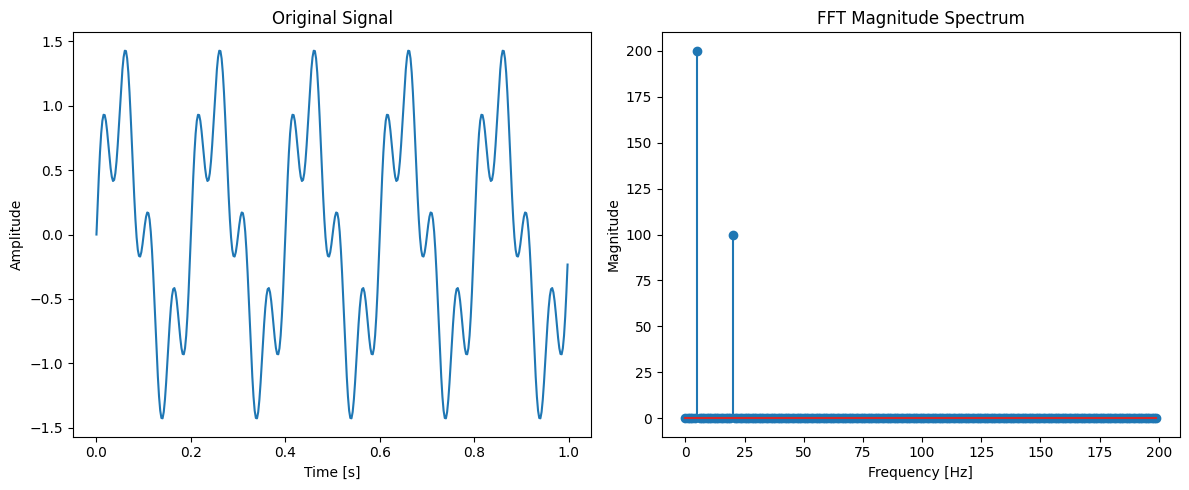 Original Signal
1.5
1.0
0.5
0.0
−0.5
−1.0
−1.5
Amplitude
0.0 0.2 0.4 0.6 0.8 1.0
Time [s]
FFT Magnitude Spectrum
200
175
150
125
100
75
50
25
0
Magnitude
0 25 50 75 100 125 150 175 200
Frequency [Hz]